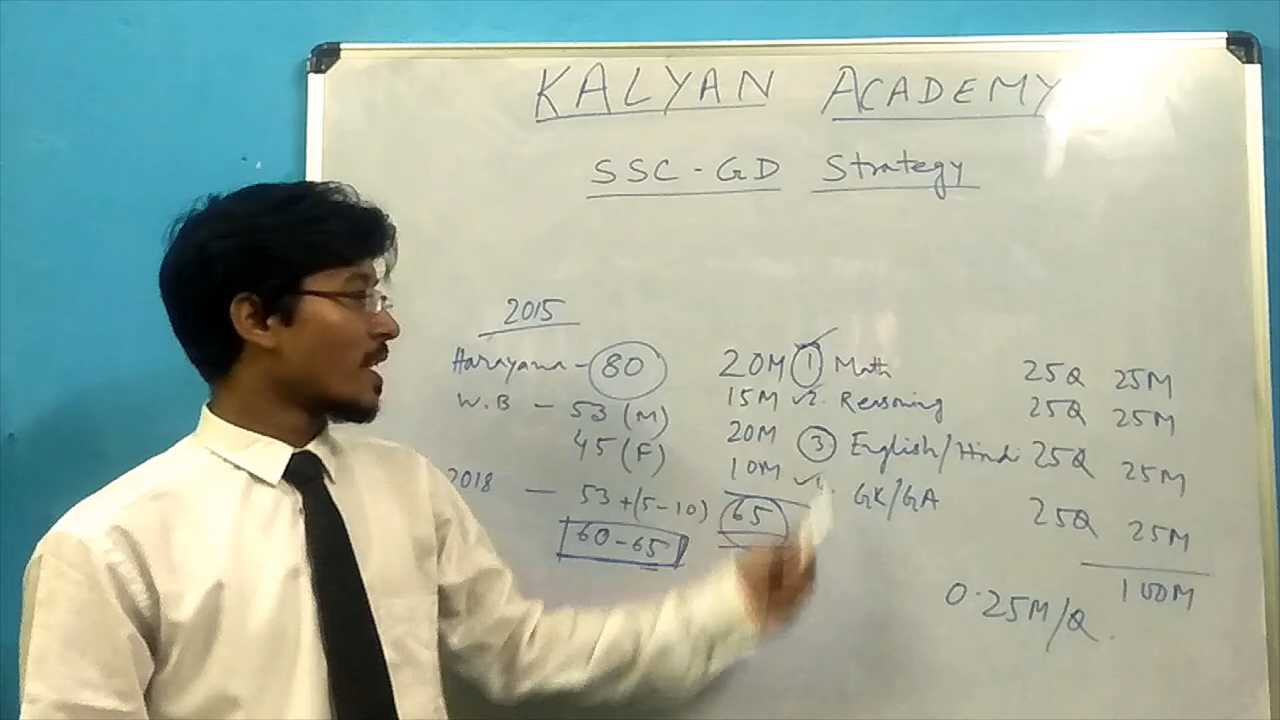 KALYAN ACADEMY
SSC-GD Strategy
2015
Harayana - 80
W.B - 53 (M)
45 (F)
2018 - 53 + (5-10)
60-65
20M 1 Math 25Q 25M
15M 2. Reasoning 25Q 25M
20M 3 English/Hindi 25Q 25M
10M GK/GA 25Q 25M
65
100M
0.25M/Q.